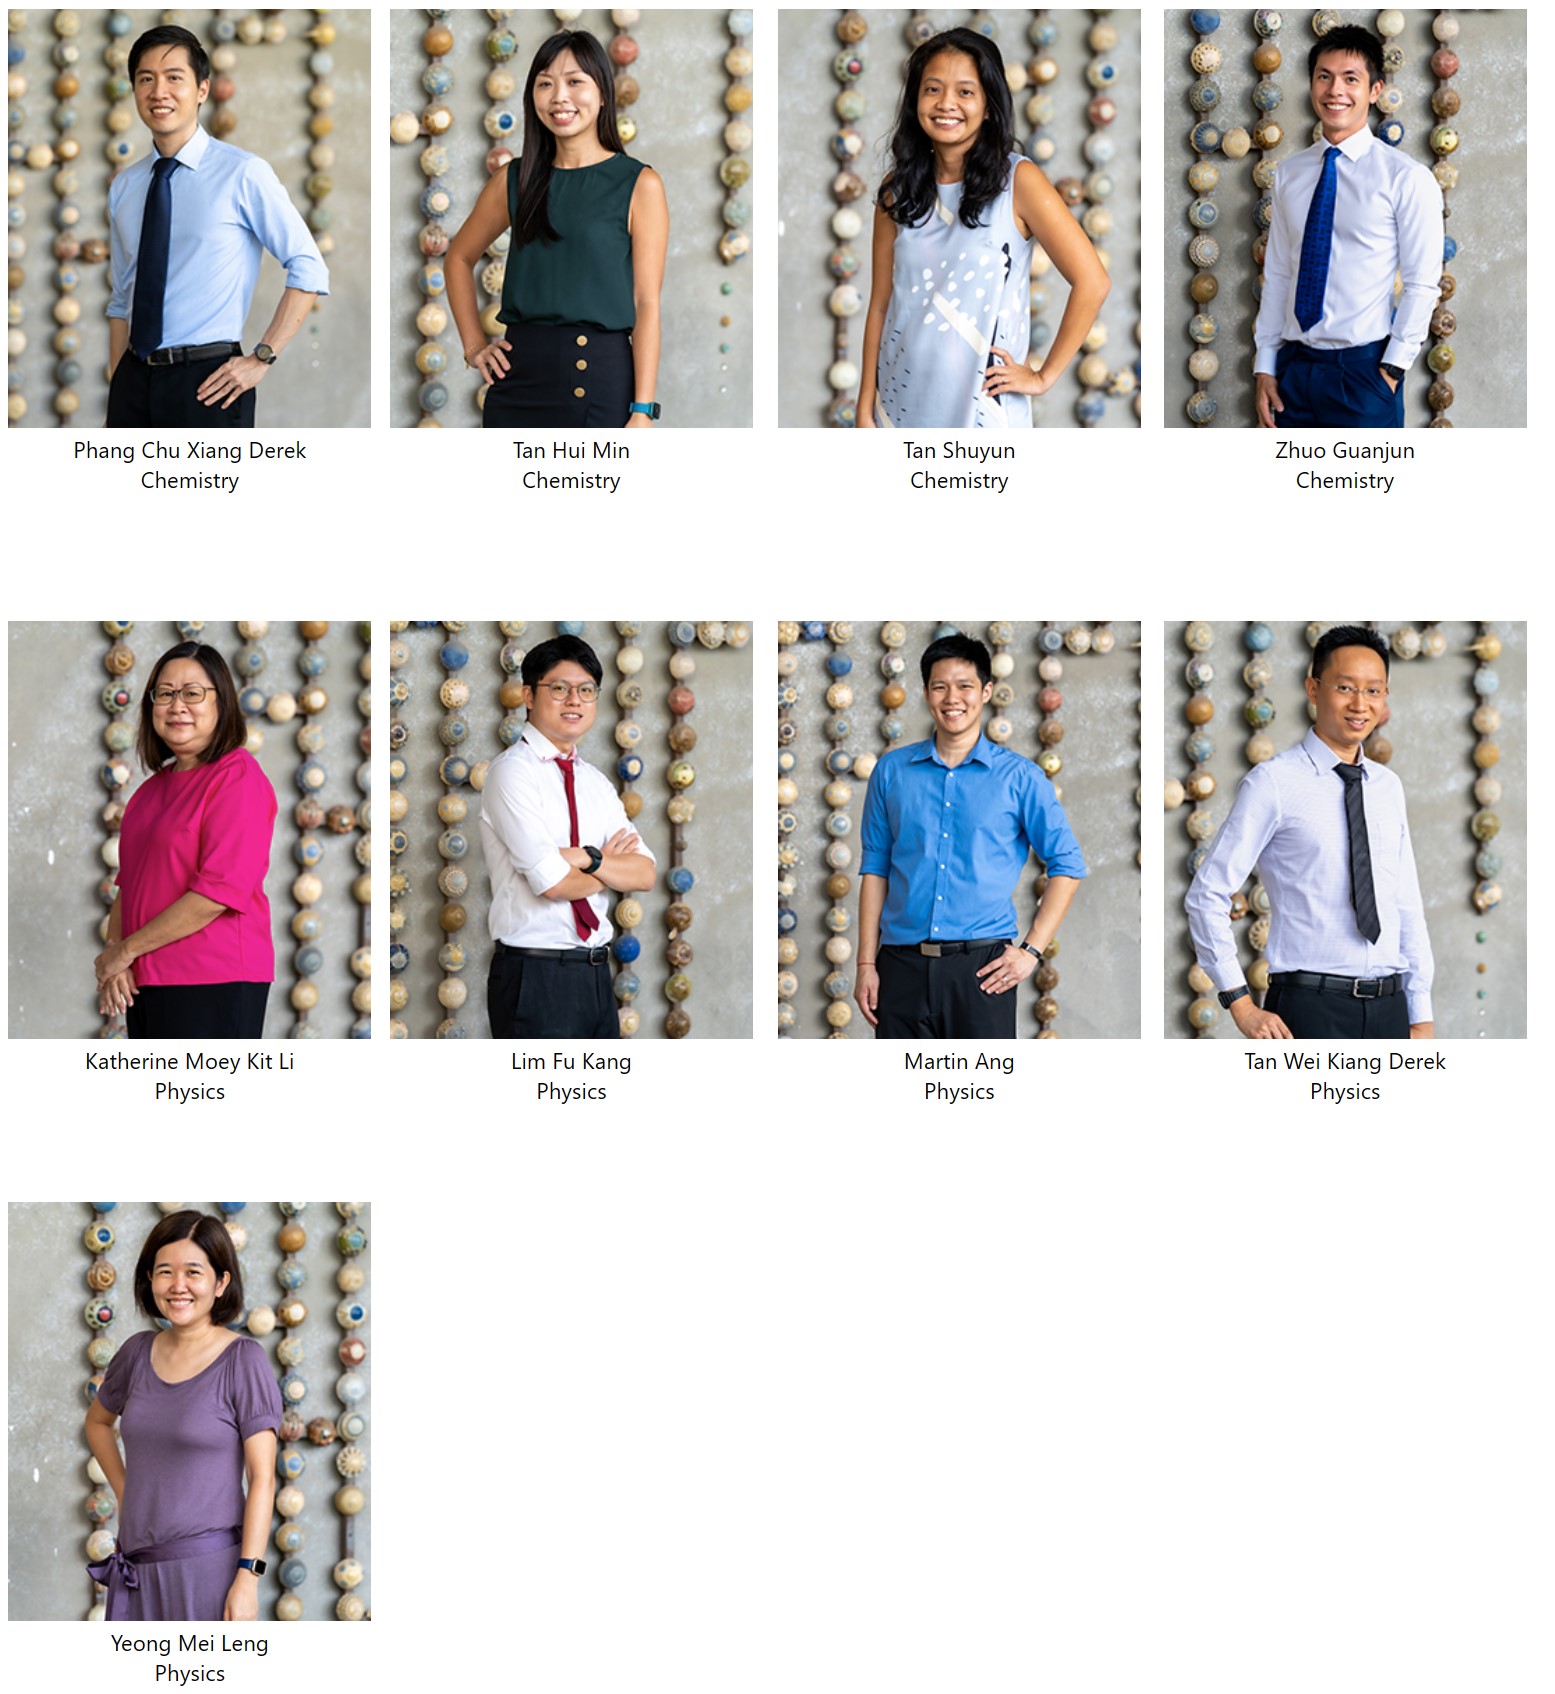 Phang Chu Xiang Derek
Chemistry
Tan Hui Min
Chemistry
Tan Shuyun
Chemistry
Zhuo Guanjun
Chemistry
Katherine Moey Kit Li
Physics
Lim Fu Kang
Physics
Martin Ang
Physics
Tan Wei Kiang Derek
Physics
Yeong Mei Leng
Physics